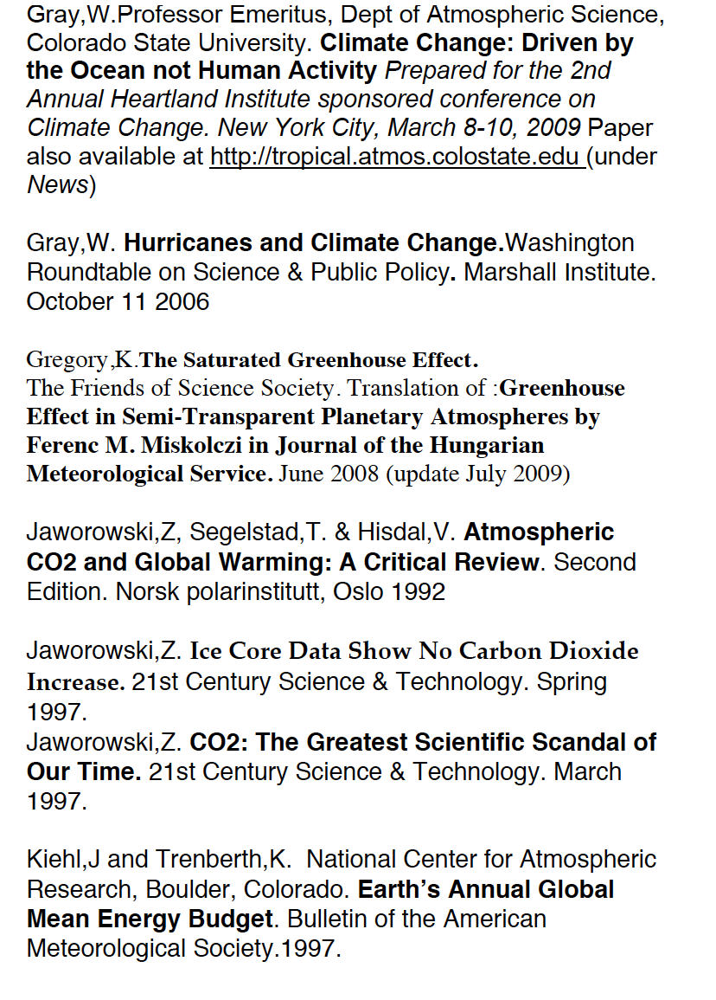 Gray,W.Professor Emeritus, Dept of Atmospheric Science,
Colorado State University. Climate Change: Driven by
the Ocean not Human Activity Prepared for the 2nd
Annual Heartland Institute sponsored conference on
Climate Change. New York City, March 8-10, 2009 Paper
also available at http://tropical.atmos.colostate.edu (under
News)
Gray,W. Hurricanes and Climate Change.Washington
Roundtable on Science & Public Policy. Marshall Institute.
October 11 2006
Gregory,K.The Saturated Greenhouse Effect.
The Friends of Science Society. Translation of :Greenhouse
Effect in Semi-Transparent Planetary Atmospheres by
Ferenc M. Miskolczi in Journal of the Hungarian
Meteorological Service. June 2008 (update July 2009)
Jaworowski,Z, Segelstad,T. & Hisdal,V. Atmospheric
CO2 and Global Warming: A Critical Review. Second
Edition. Norsk polarinstitutt, Oslo 1992
Jaworowski,Z. Ice Core Data Show No Carbon Dioxide
Increase. 21st Century Science & Technology. Spring
1997.
Jaworowski,Z. CO2: The Greatest Scientific Scandal of
Our Time. 21st Century Science & Technology. March
1997.
Kiehl,J and Trenberth,K.  National Center for Atmospheric
Research, Boulder, Colorado. Earth’s Annual Global
Mean Energy Budget. Bulletin of the American
Meteorological Society.1997.